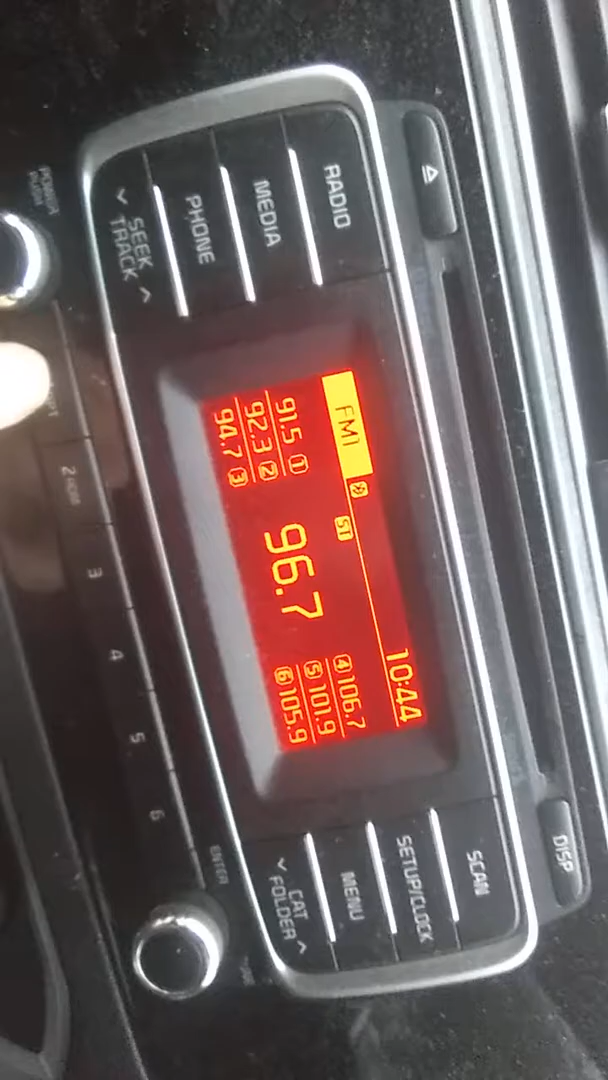 RADIO
MEDIA
PHONE
SEEK
TRACK
FM1
ST
10:44
91.5 1
92.3 2
94.7 3
96.7
4 106.7
5 101.9
6 105.9
DISP
SCAN
SETUP/CLOCK
MENU
CAT
FOLDER
POWER
PUSH
2 RDM
3
4
5
6
ENTER